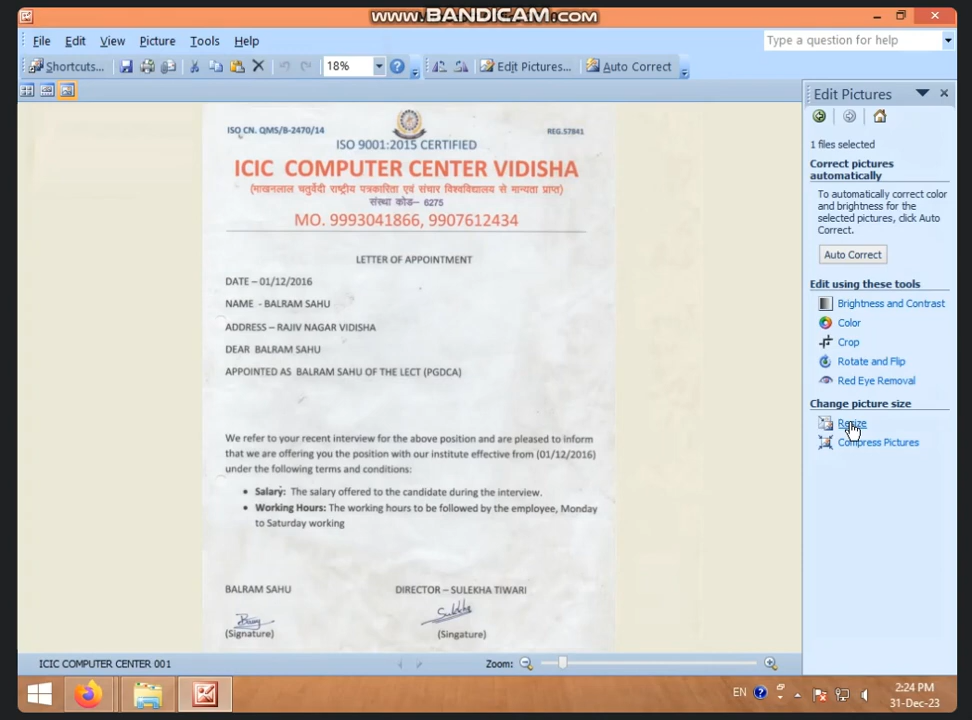 www.BANDICAM.com
File Edit View Picture Tools Help
Type a question for help
Shortcuts... 18% Edit Pictures... Auto Correct
Edit Pictures
1 files selected
Correct pictures
automatically
To automatically correct color
and brightness for the
selected pictures, click Auto
Correct.
Auto Correct
Edit using these tools
Brightness and Contrast
Color
Crop
Rotate and Flip
Red Eye Removal
Change picture size
Resize
Compress Pictures
ISO CN. QMS/B-2470/14
REG.57841
ISO 9001:2015 CERTIFIED
ICIC COMPUTER CENTER VIDISHA
(माखनलाल चतुर्वेदी राष्ट्रीय पत्रकारिता एवं संचार विश्वविद्यालय से मान्यता प्राप्त)
संस्था कोड– 6275
MO. 9993041866, 9907612434
LETTER OF APPOINTMENT
DATE – 01/12/2016
NAME - BALRAM SAHU
ADDRESS – RAJIV NAGAR VIDISHA
DEAR BALRAM SAHU
APPOINTED AS BALRAM SAHU OF THE LECT (PGDCA)
We refer to your recent interview for the above position and are pleased to inform
that we are offering you the position with our institute effective from (01/12/2016)
under the following terms and conditions:
• Salary: The salary offered to the candidate during the interview.
• Working Hours: The working hours to be followed by the employee, Monday
to Saturday working
BALRAM SAHU DIRECTOR – SULEKHA TIWARI
(Signature) (Singature)
ICIC COMPUTER CENTER 001
Zoom:
EN
2:24 PM
31-Dec-23